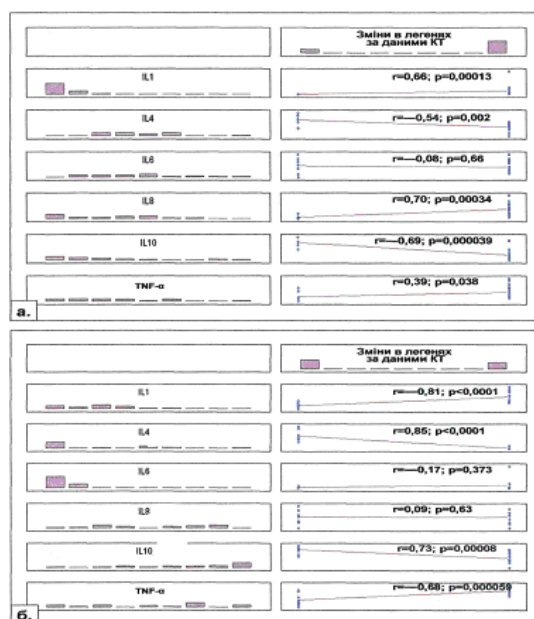 Зміни в легенях
за даними КТ
IL1
r=0,66; p=0,00013
IL4
r=—0,54; p=0,002
IL6
r=—0,08; p=0,66
IL8
r=0,70; p=0,00034
IL10
r=—0,69; p=0,000039
TNF-α
r=0,39; p=0,038
а.
Зміни в легенях
за даними КТ
IL1
r=—0,81; p<0,0001
IL4
r=0,85; p<0,0001
IL6
r=—0,17; p=0,373
IL8
r=0,09; p=0,63
IL10
r=0,73; p=0,00008
TNF-α
r=—0,68; p=0,000059
б.